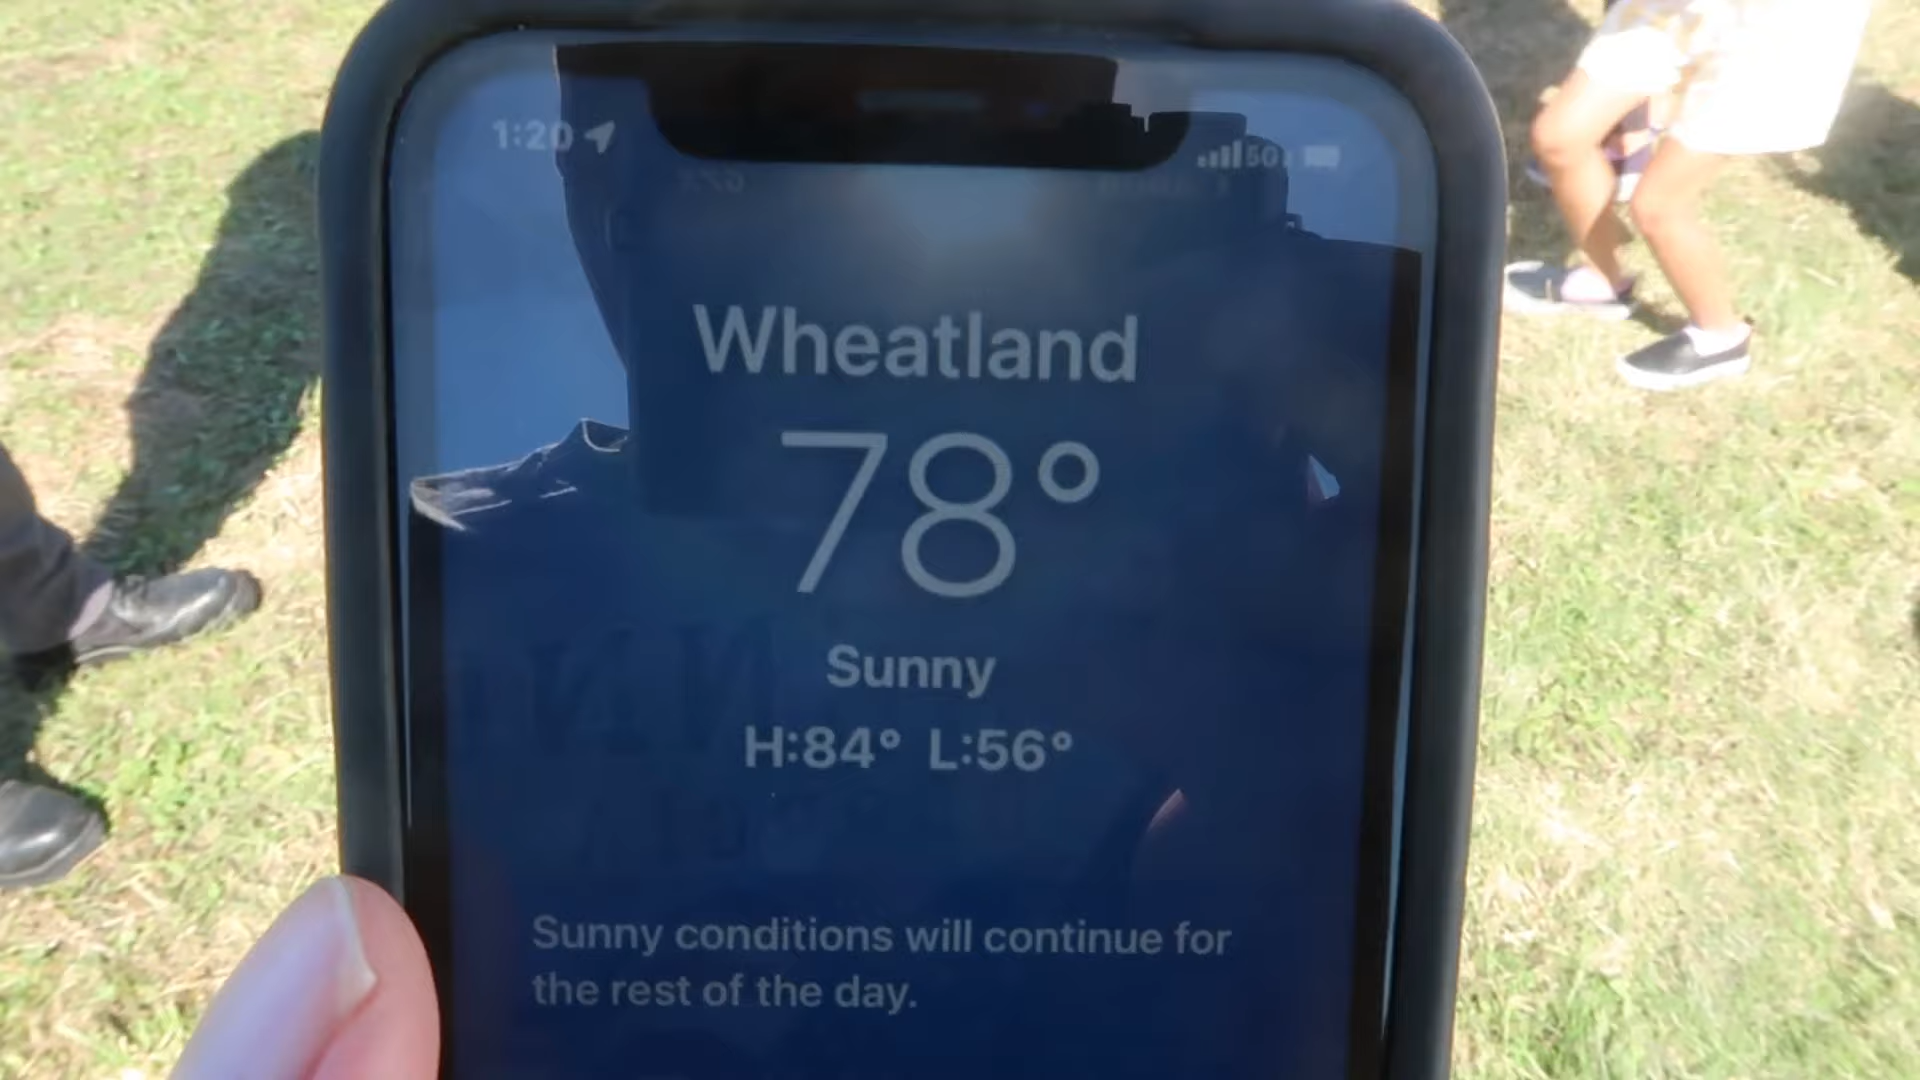 1:20
Wheatland
78°
Sunny
H:84° L:56°
Sunny conditions will continue for
the rest of the day.